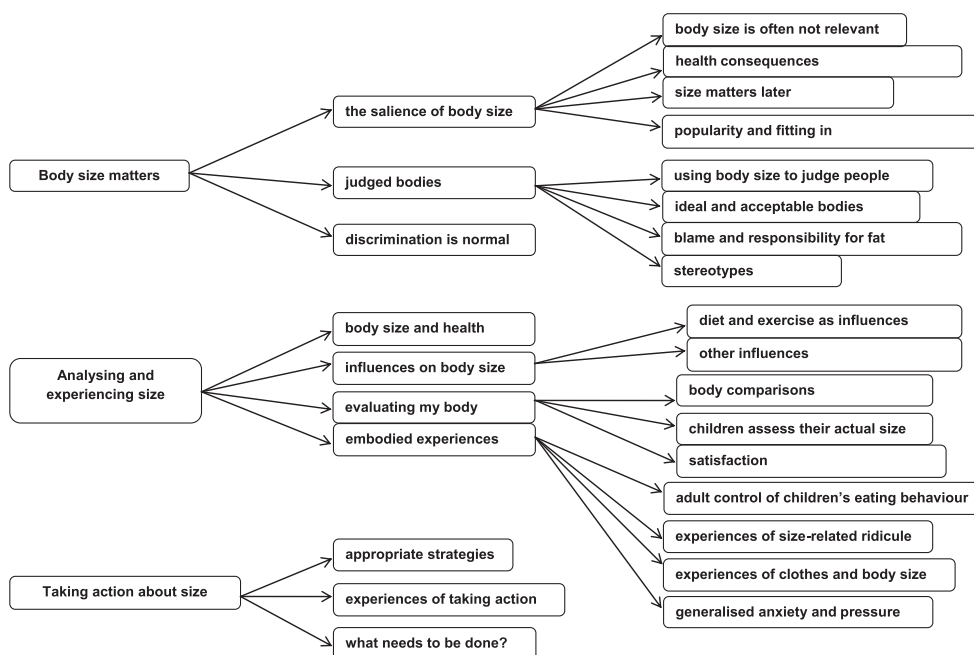 Body size matters
the salience of body size
body size is often not relevant
health consequences
size matters later
popularity and fitting in
judged bodies
using body size to judge people
ideal and acceptable bodies
blame and responsibility for fat
stereotypes
discrimination is normal
Analysing and
experiencing size
body size and health
influences on body size
diet and exercise as influences
other influences
evaluating my body
body comparisons
children assess their actual size
satisfaction
embodied experiences
adult control of children's eating behaviour
experiences of size-related ridicule
experiences of clothes and body size
generalised anxiety and pressure
Taking action about size
appropriate strategies
experiences of taking action
what needs to be done?